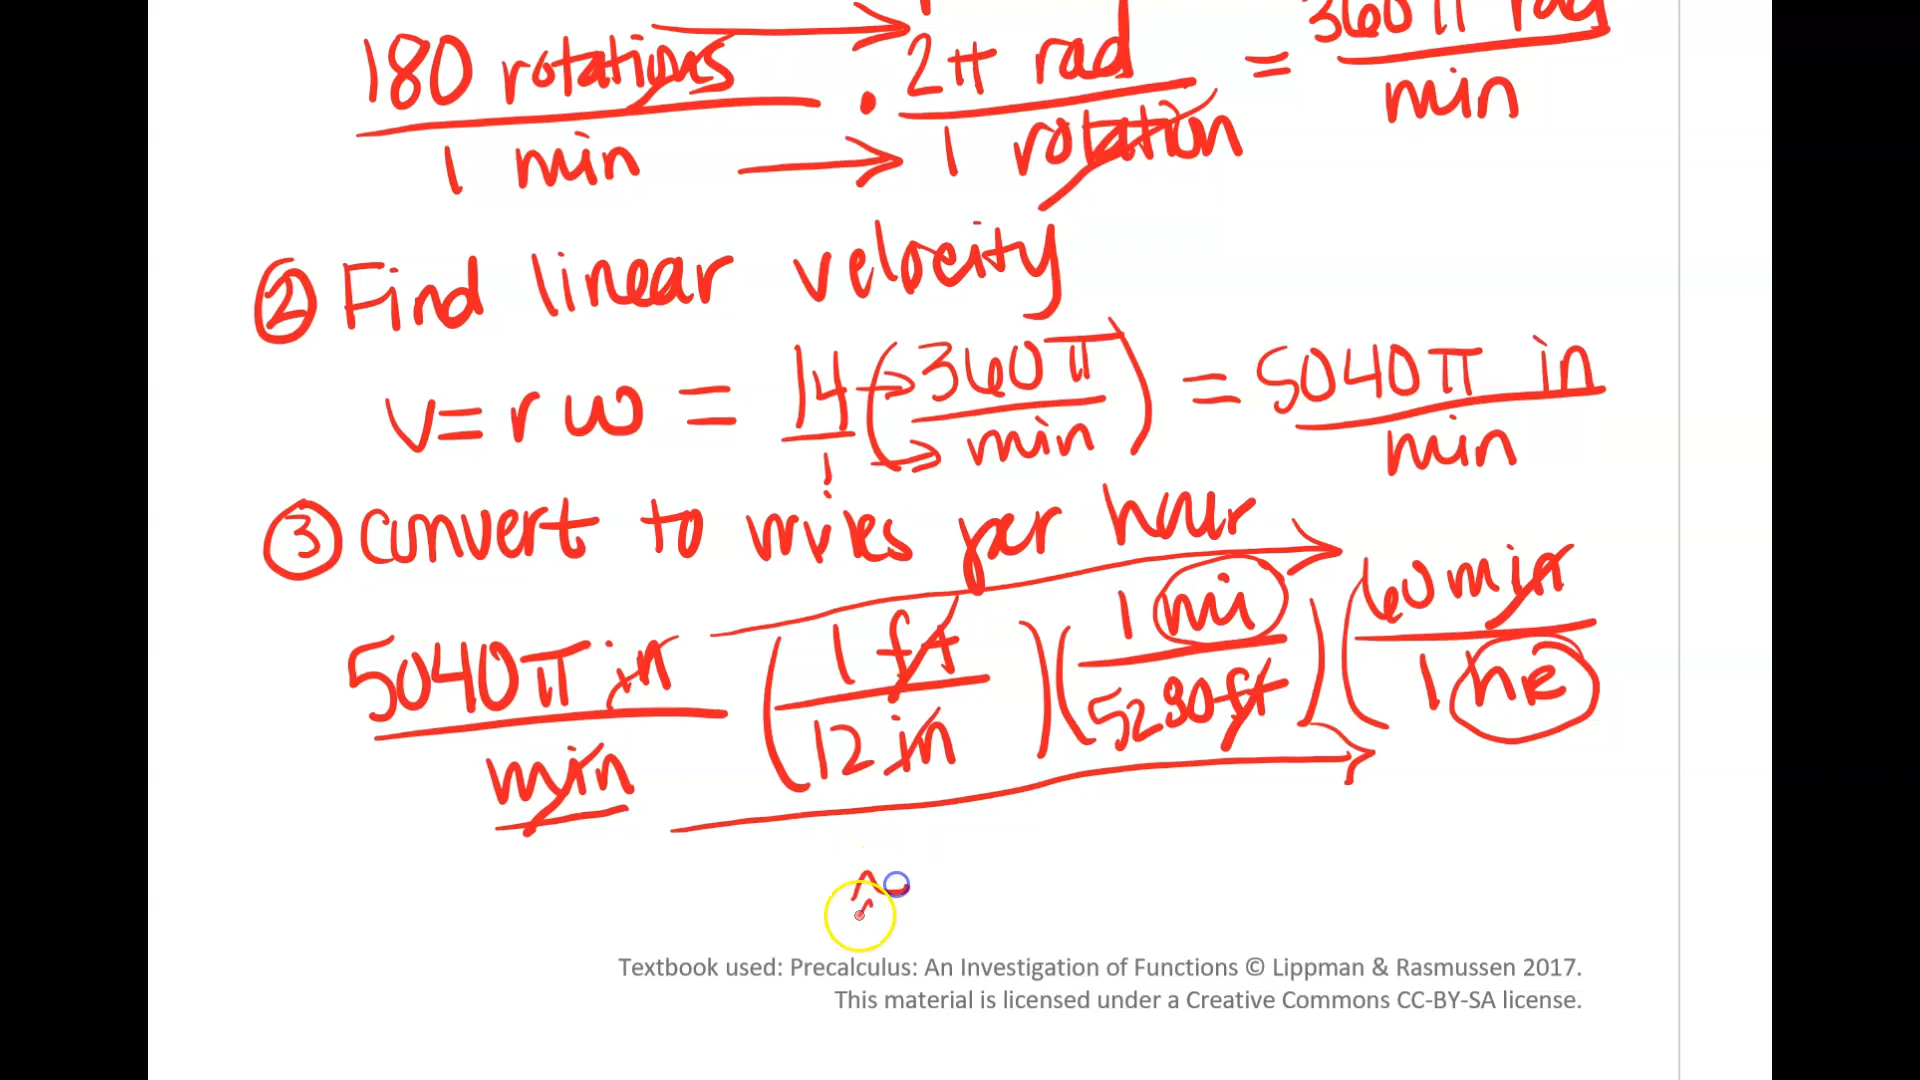 180 rotations / 1 min · 2π rad / 1 rotation = 360π rad / min
② Find linear velocity
v = rω = 14 / 1 (360π / min) = 5040π in / min
③ convert to miles per hour
5040π in / min (1 ft / 12 in) (1 mi / 5280 ft) (60 min / 1 hr
Textbook used: Precalculus: An Investigation of Functions © Lippman & Rasmussen 2017.
This material is licensed under a Creative Commons CC-BY-SA license.